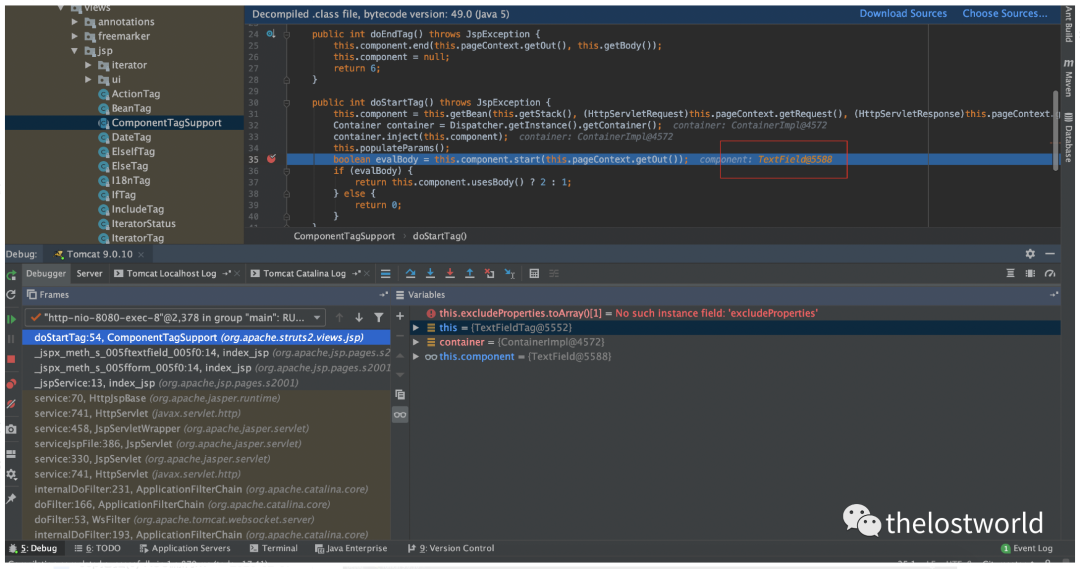 views
Decompiled .class file, bytecode version: 49.0 (Java 5)
Download Sources
Choose Sources...
Ant Build
annotations
freemarker
jsp
iterator
ui
ActionTag
BeanTag
ComponentTagSupport
DateTag
ElseIfTag
ElseTag
I18nTag
IfTag
IncludeTag
IteratorStatus
IteratorTag
24 public int doEndTag() throws JspException {
25 this.component.end(this.pageContext.getOut(), this.getBody());
26 this.component = null;
27 return 6;
28 }
29
30 public int doStartTag() throws JspException {
31 this.component = this.getBean(this.getStack(), (HttpServletRequest)this.pageContext.getRequest(), (HttpServletResponse)this.pageContext.
32 Container container = Dispatcher.getInstance().getContainer(); container: ContainerImpl@4572
33 container.inject(this.component); container: ContainerImpl@4572
34 this.populateParams();
35 boolean evalBody = this.component.start(this.pageContext.getOut()); component: TextField@5588
36 if (evalBody) {
37 return this.component.usesBody() ? 2 : 1;
38 } else {
39 return 0;
40 }
41 }
Maven
Database
ComponentTagSupport › doStartTag()
Debug: Tomcat 9.0.10 ×
Debugger Server Tomcat Localhost Log Tomcat Catalina Log
Frames
Variables
"http-nio-8080-exec-8"@2,378 in group "main": RU...
doStartTag:54, ComponentTagSupport (org.apache.struts2.views.jsp)
_jspx_meth_s_005ftextfield_005f0:14, index_jsp (org.apache.jsp.pages.s2
_jspx_meth_s_005fform_005f0:14, index_jsp (org.apache.jsp.pages.s2001
_jspService:13, index_jsp (org.apache.jsp.pages.s2001)
service:70, HttpJspBase (org.apache.jasper.runtime)
service:741, HttpServlet (javax.servlet.http)
service:458, JspServletWrapper (org.apache.jasper.servlet)
serviceJspFile:386, JspServlet (org.apache.jasper.servlet)
service:330, JspServlet (org.apache.jasper.servlet)
service:741, HttpServlet (javax.servlet.http)
internalDoFilter:231, ApplicationFilterChain (org.apache.catalina.core)
doFilter:166, ApplicationFilterChain (org.apache.catalina.core)
doFilter:53, WsFilter (org.apache.tomcat.websocket.server)
internalDoFilter:193, ApplicationFilterChain (org.apache.catalina.core)
this.excludeProperties.toArray()[1] = No such instance field: 'excludeProperties'
this = {TextFieldTag@5552}
container = {ContainerImpl@4572}
this.component = {TextField@5588}
thelostworld
5: Debug 6: TODO Application Servers Terminal Java Enterprise 9: Version Control
1 Event Log